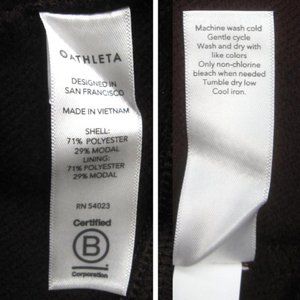 ATHLETA
DESIGNED IN
SAN FRANCISCO
MADE IN VIETNAM
SHELL:
71% POLYESTER
29% MODAL
LINING:
71% POLYESTER
29% MODAL
RN 54023
Certified
B
Corporation
Machine wash cold
Gentle cycle
Wash and dry with
like colors
Only non-chlorine
bleach when needed
Tumble dry low
Cool iron.